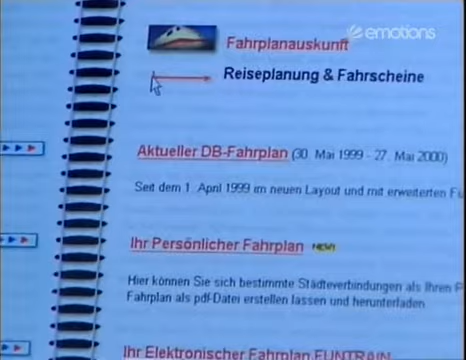 emotions
Fahrplanauskunft
Reiseplanung & Fahrscheine
Aktueller DB-Fahrplan (30. Mai 1999 - 27. Mai 2000)
Seit dem 1. April 1999 im neuen Layout und mit erweiterten
Ihr Persönlicher Fahrplan NEW!
Hier können Sie sich bestimmte Städteverbindungen als Ihren P
Fahrplan als pdf-Datei erstellen lassen und herunterladen.
Ihr Elektronischer Fahrplan FUNTRAIN